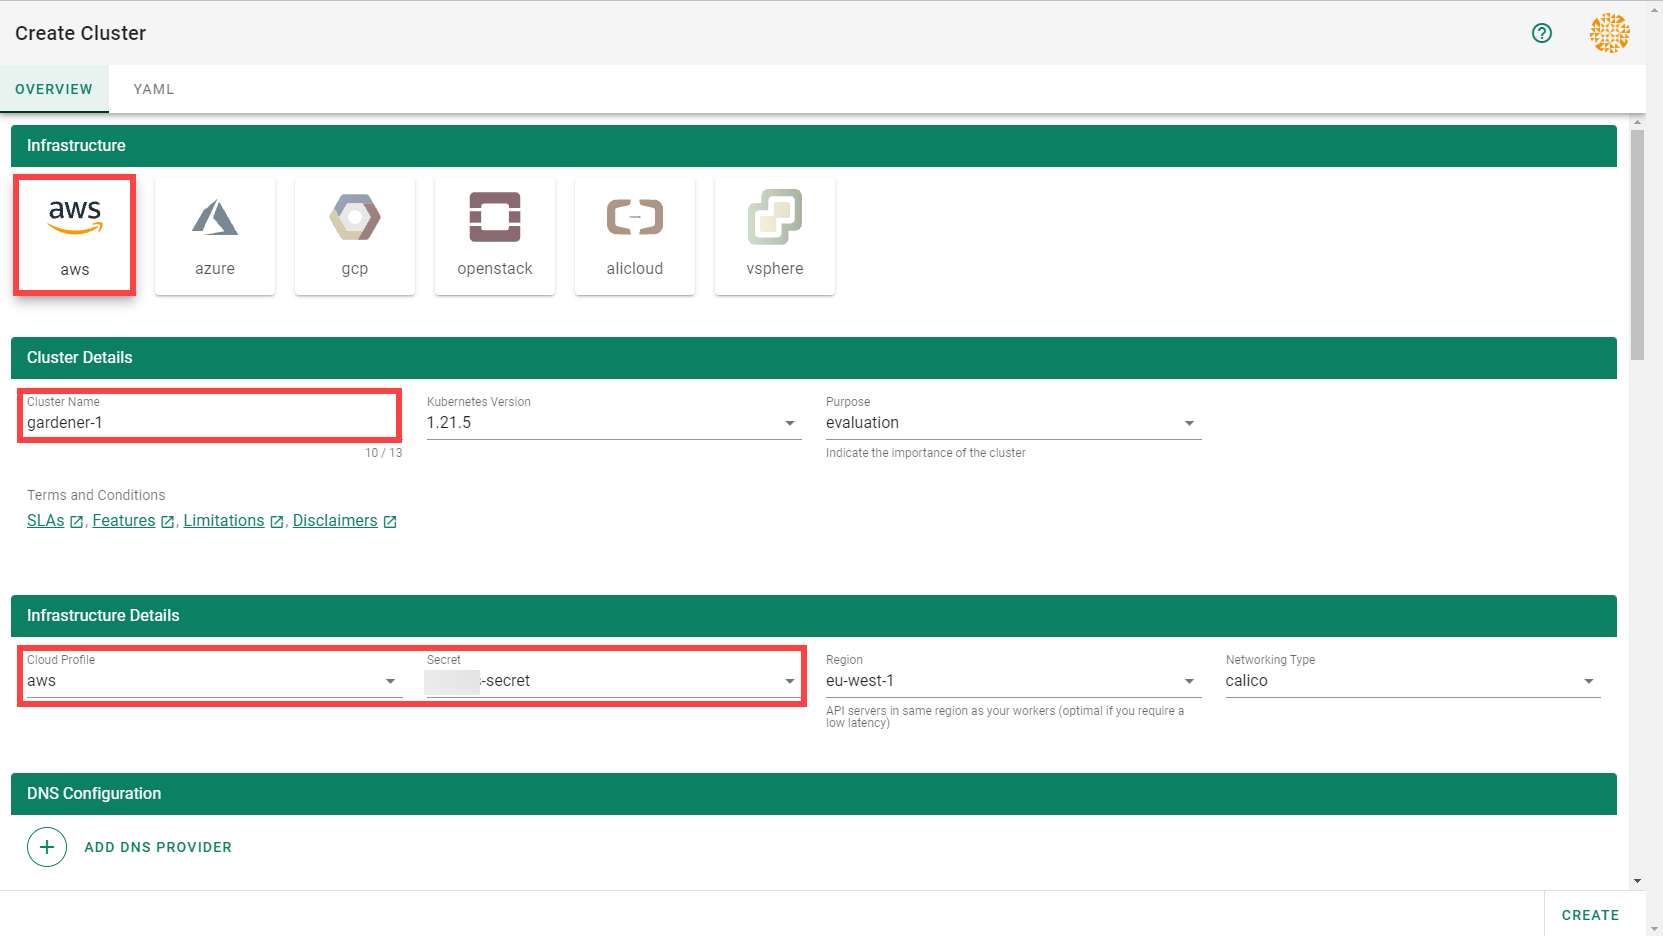 Create Cluster
OVERVIEW YAML
Infrastructure
aws
aws azure gcp openstack alicloud vsphere
Cluster Details
Cluster Name Kubernetes Version Purpose
gardener-1 1.21.5 evaluation
10 / 13 Indicate the importance of the cluster
Terms and Conditions
SLAs, Features, Limitations, Disclaimers
Infrastructure Details
Cloud Profile Secret Region Networking Type
aws -secret eu-west-1 calico
API servers in same region as your workers (optimal if you require a
low latency)
DNS Configuration
ADD DNS PROVIDER
CREATE